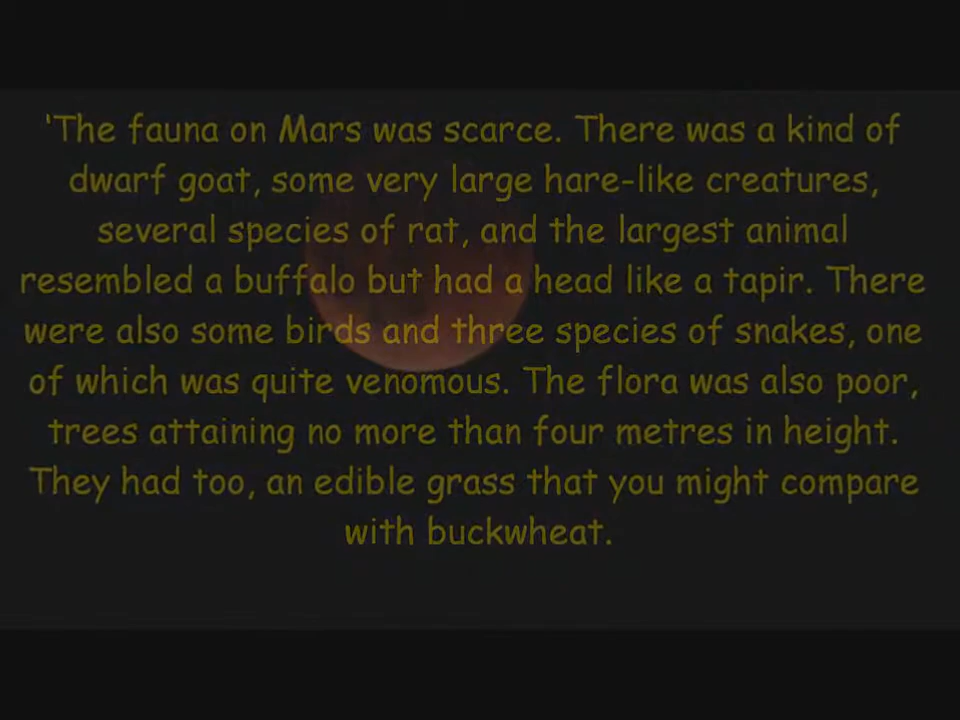 'The fauna on Mars was scarce. There was a kind of
dwarf goat, some very large hare-like creatures,
several species of rat, and the largest animal
resembled a buffalo but had a head like a tapir. There
were also some birds and three species of snakes, one
of which was quite venomous. The flora was also poor,
trees attaining no more than four metres in height.
They had too, an edible grass that you might compare
with buckwheat.